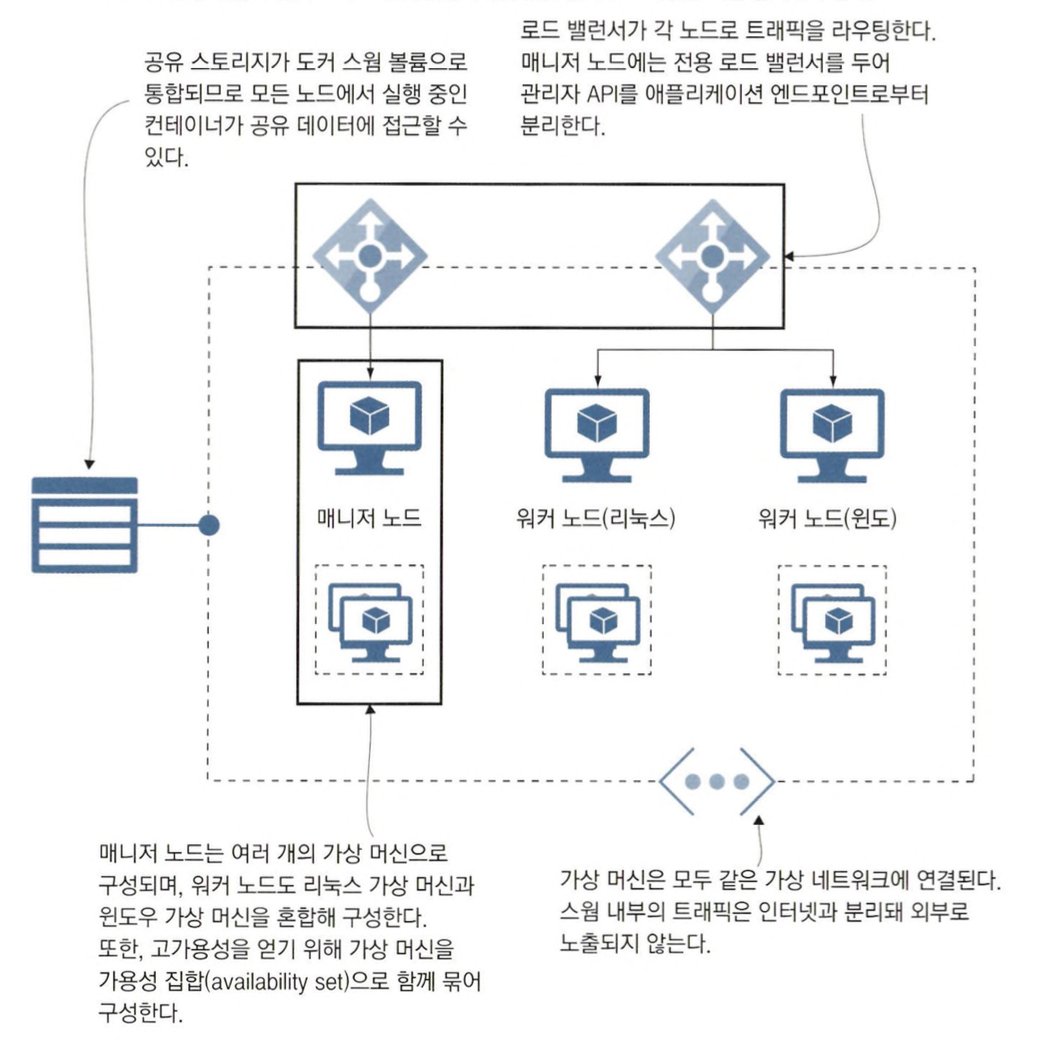 로드 밸런서가 각 노드로 트래픽을 라우팅한다.
매니저 노드에는 전용 로드 밸런서를 두어
관리자 API를 애플리케이션 엔드포인트로부터
분리한다.
공유 스토리지가 도커 스웜 볼륨으로
통합되므로 모든 노드에서 실행 중인
컨테이너가 공유 데이터에 접근할 수
있다.
매니저 노드
워커 노드(리눅스)
워커 노드(윈도)
매니저 노드는 여러 개의 가상 머신으로
구성되며, 워커 노드도 리눅스 가상 머신과
윈도우 가상 머신을 혼합해 구성한다.
또한, 고가용성을 얻기 위해 가상 머신을
가용성 집합(availability set)으로 함께 묶어
구성한다.
가상 머신은 모두 같은 가상 네트워크에 연결된다.
스웜 내부의 트래픽은 인터넷과 분리돼 외부로
노출되지 않는다.